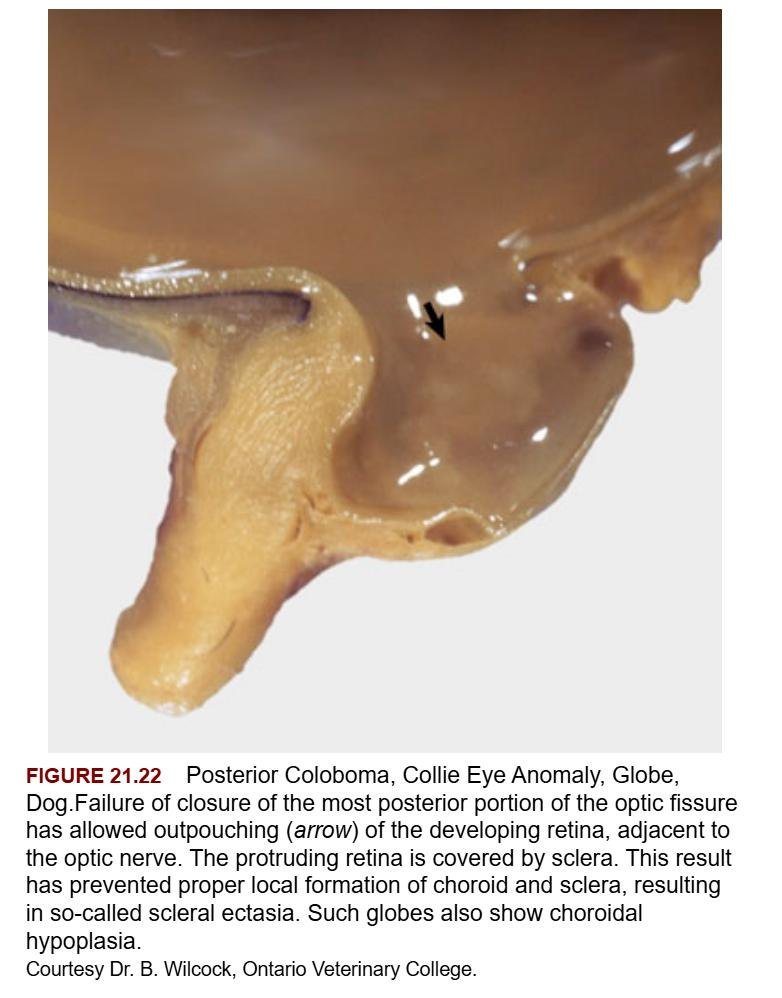 FIGURE 21.22 Posterior Coloboma, Collie Eye Anomaly, Globe,
Dog.Failure of closure of the most posterior portion of the optic fissure
has allowed outpouching (arrow) of the developing retina, adjacent to
the optic nerve. The protruding retina is covered by sclera. This result
has prevented proper local formation of choroid and sclera, resulting
in so-called scleral ectasia. Such globes also show choroidal
hypoplasia.
Courtesy Dr. B. Wilcock, Ontario Veterinary College.